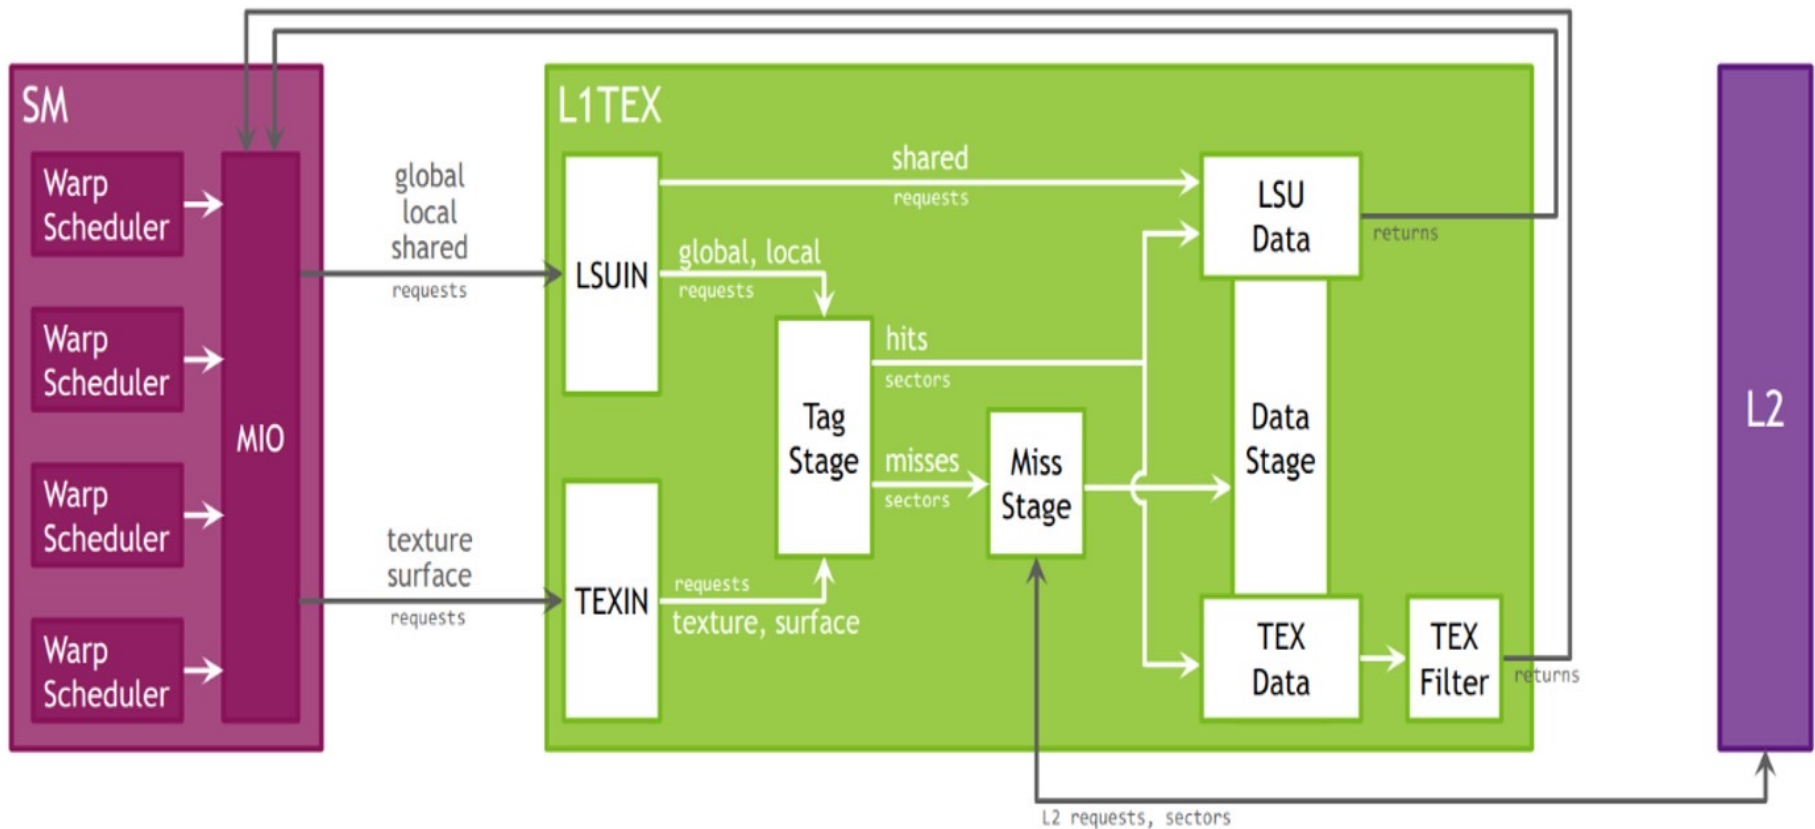 SM
Warp
Scheduler
Warp
Scheduler
Warp
Scheduler
Warp
Scheduler
MIO
global
local
shared
requests
texture
surface
requests
L1TEX
LSUIN
TEXIN
shared
requests
global, local
requests
requests
texture, surface
Tag
Stage
hits
sectors
misses
sectors
Miss
Stage
LSU
Data
Data
Stage
TEX
Data
TEX
Filter
returns
returns
L2
L2 requests, sectors